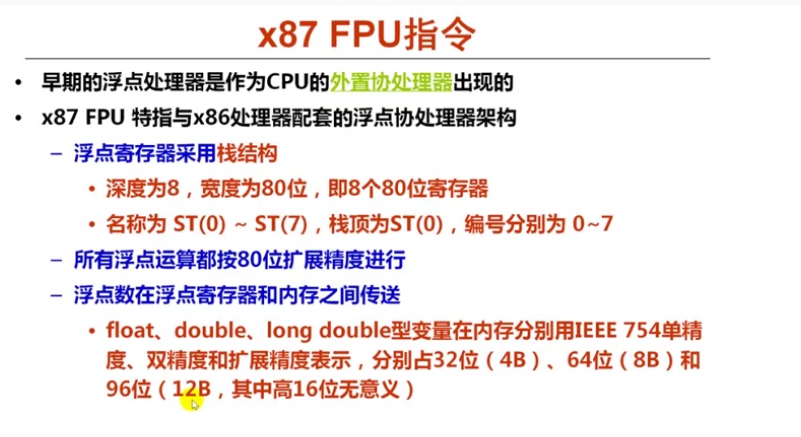 x87 FPU指令
• 早期的浮点处理器是作为CPU的外置协处理器出现的
• x87 FPU 特指与x86处理器配套的浮点协处理器架构
– 浮点寄存器采用栈结构
• 深度为8，宽度为80位，即8个80位寄存器
• 名称为 ST(0) ~ ST(7)，栈顶为ST(0)，编号分别为 0~7
– 所有浮点运算都按80位扩展精度进行
– 浮点数在浮点寄存器和内存之间传送
• float、double、long double型变量在内存分别用IEEE 754单精
度、双精度和扩展精度表示，分别占32位（4B）、64位（8B）和
96位（12B，其中高16位无意义）